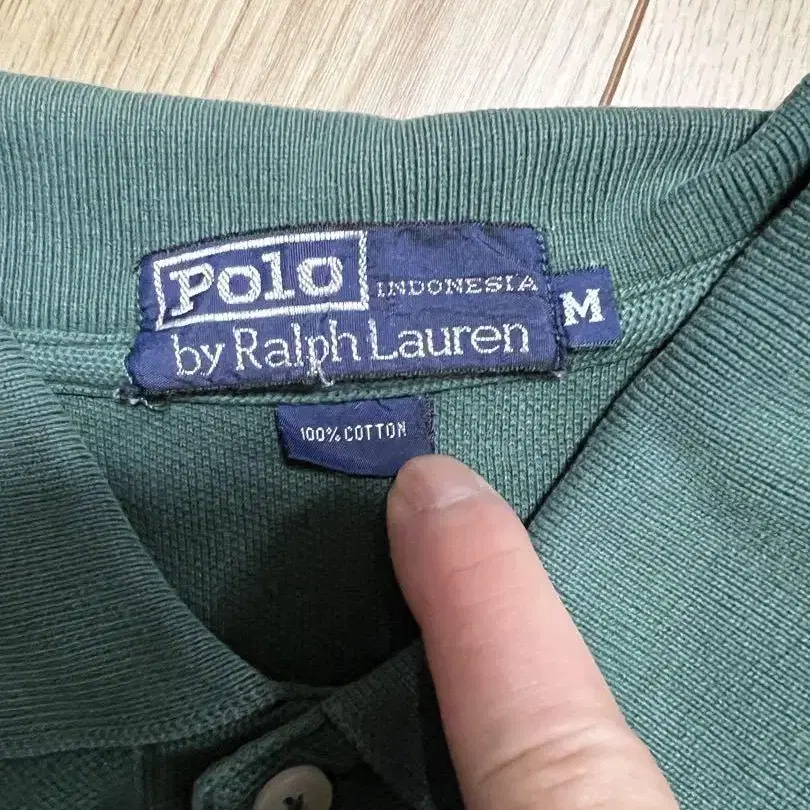 Polo INDONESIA
by Ralph Lauren
M
100% COTTON